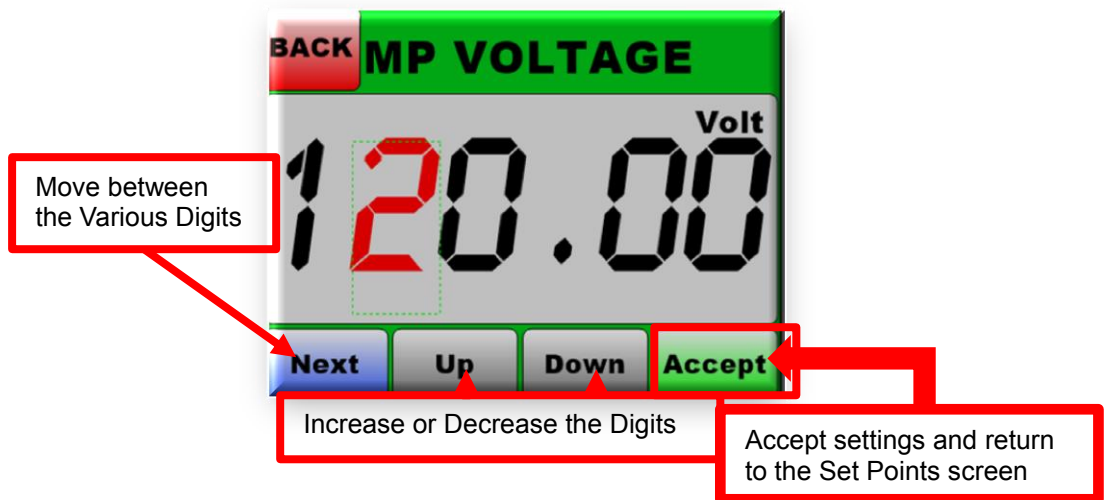 BACK
MP VOLTAGE
Volt
120.00
Move between
the Various Digits
Next
Up
Down
Accept
Increase or Decrease the Digits
Accept settings and return
to the Set Points screen